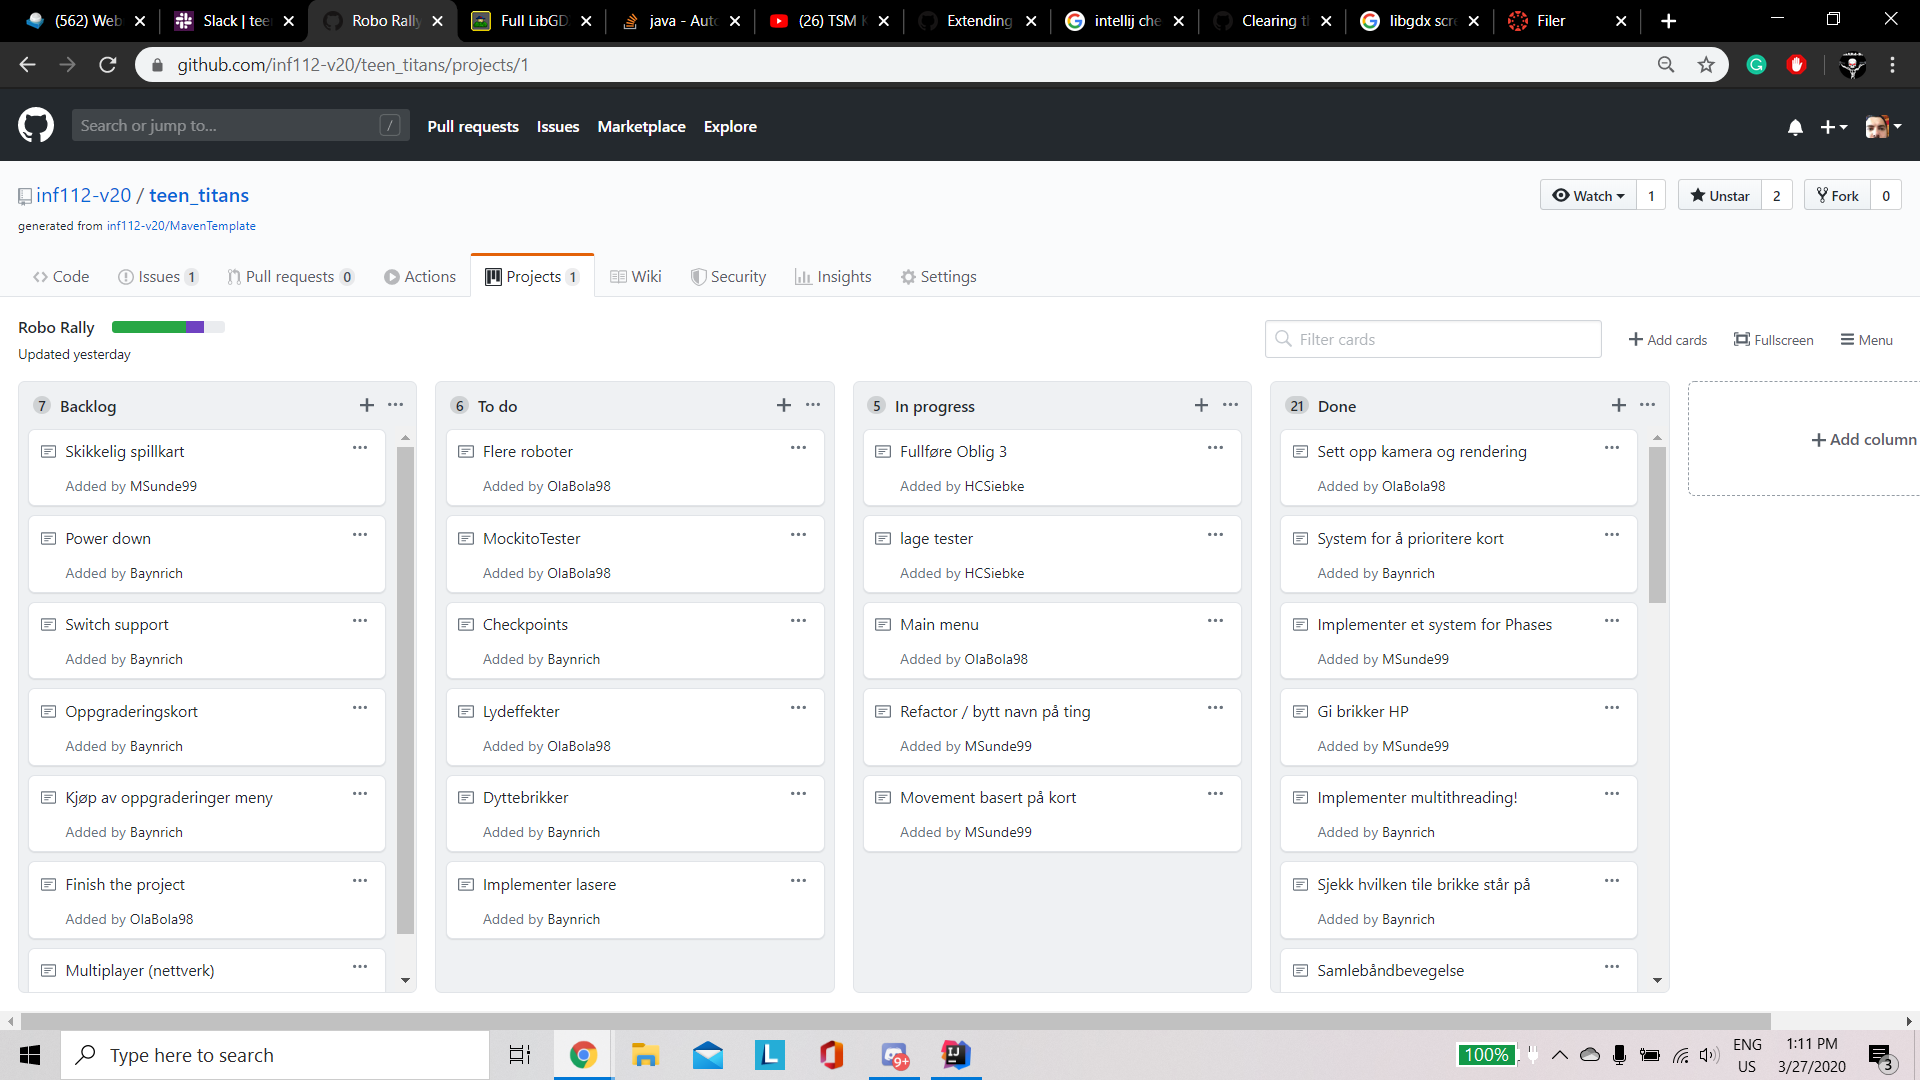 (562) Web
Slack | tee
Robo Rally
Full LibGD
java - Auto
(26) TSM K
Extending
intellij che
Clearing t
libgdx scre
Filer
github.com/inf112-v20/teen_titans/projects/1
Search or jump to...
/
Pull requests
Issues
Marketplace
Explore
inf112-v20 / teen_titans
Watch 1
Unstar 2
Fork 0
generated from inf112-v20/MavenTemplate
Code
Issues 1
Pull requests 0
Actions
Projects 1
Wiki
Security
Insights
Settings
Robo Rally
Updated yesterday
Filter cards
Add cards
Fullscreen
Menu
7 Backlog
Skikkelig spillkart
Added by MSunde99
Power down
Added by Baynrich
Switch support
Added by Baynrich
Oppgraderingskort
Added by Baynrich
Kjøp av oppgraderinger meny
Added by Baynrich
Finish the project
Added by OlaBola98
Multiplayer (nettverk)
6 To do
Flere roboter
Added by OlaBola98
MockitoTester
Added by OlaBola98
Checkpoints
Added by Baynrich
Lydeffekter
Added by OlaBola98
Dyttebrikker
Added by Baynrich
Implementer lasere
Added by Baynrich
5 In progress
Fullføre Oblig 3
Added by HCSiebke
lage tester
Added by HCSiebke
Main menu
Added by OlaBola98
Refactor / bytt navn på ting
Added by MSunde99
Movement basert på kort
Added by MSunde99
21 Done
Sett opp kamera og rendering
Added by OlaBola98
System for å prioritere kort
Added by Baynrich
Implementer et system for Phases
Added by MSunde99
Gi brikker HP
Added by MSunde99
Implementer multithreading!
Added by Baynrich
Sjekk hvilken tile brikke står på
Added by Baynrich
Samlebåndbevegelse
Add column
Type here to search
L
9+
IJ
100%
ENG
US
1:11 PM
3/27/2020
3